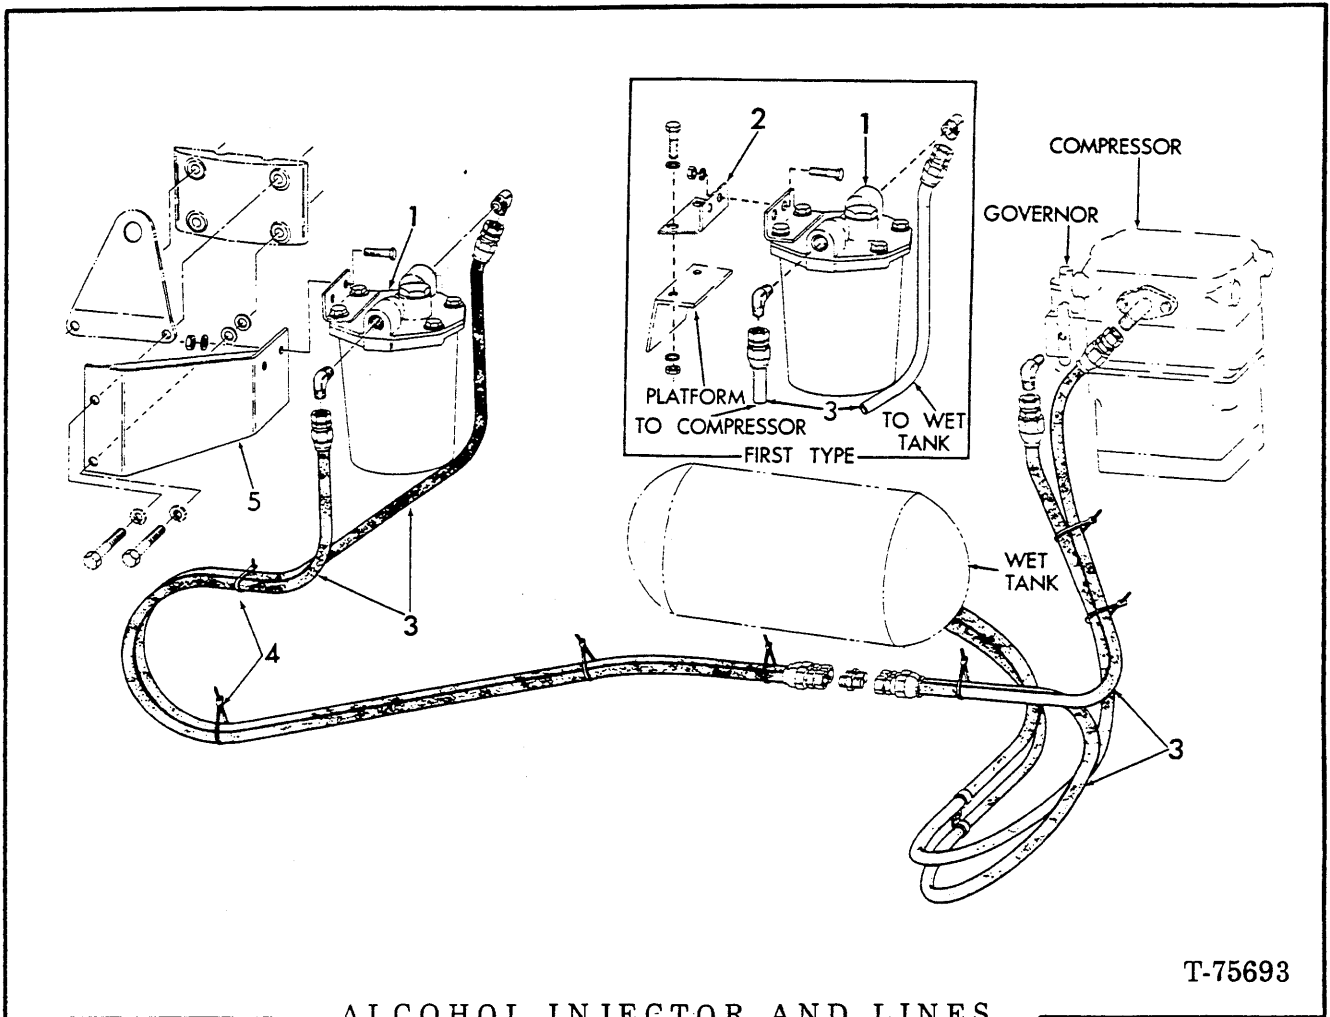 2
1
COMPRESSOR
GOVERNOR
1
PLATFORM
3
TO COMPRESSOR
TO WET
TANK
FIRST TYPE
5
WET
TANK
3
4
3
T-75693
ALCOHOL INJECTOR AND LINES